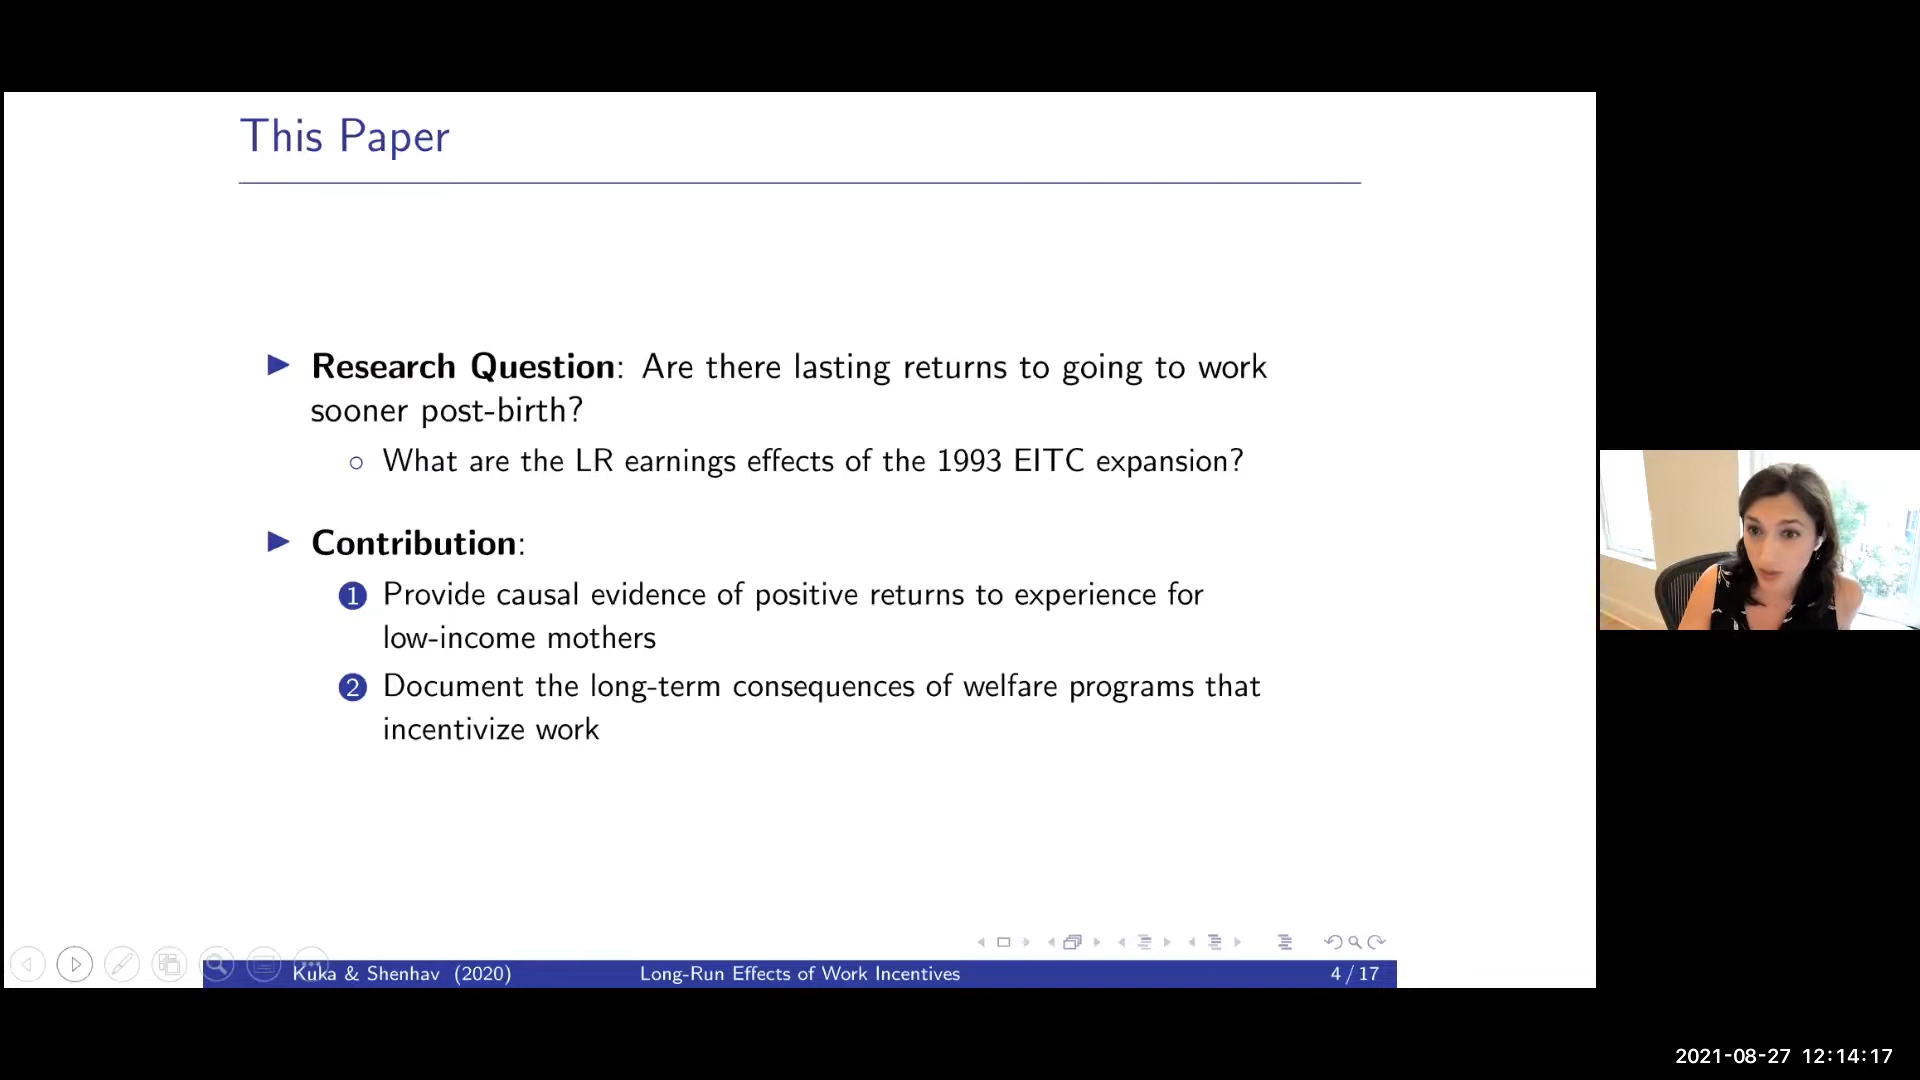 This Paper
Research Question: Are there lasting returns to going to work
sooner post-birth?
What are the LR earnings effects of the 1993 EITC expansion?
Contribution:
1 Provide causal evidence of positive returns to experience for
low-income mothers
2 Document the long-term consequences of welfare programs that
incentivize work
Kuka & Shenhav (2020) Long-Run Effects of Work Incentives 4 / 17
2021-08-27 12:14:17